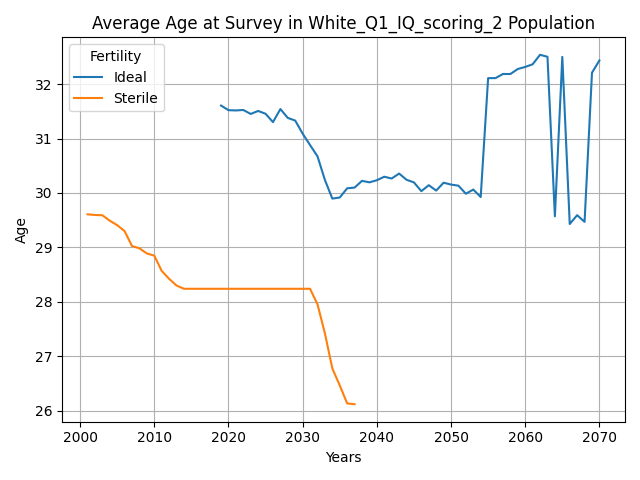 Average Age at Survey in White_Q1_IQ_scoring_2 Population
Fertility
Ideal
Sterile
Age
32
31
30
29
28
27
26
2000 2010 2020 2030 2040 2050 2060 2070
Years